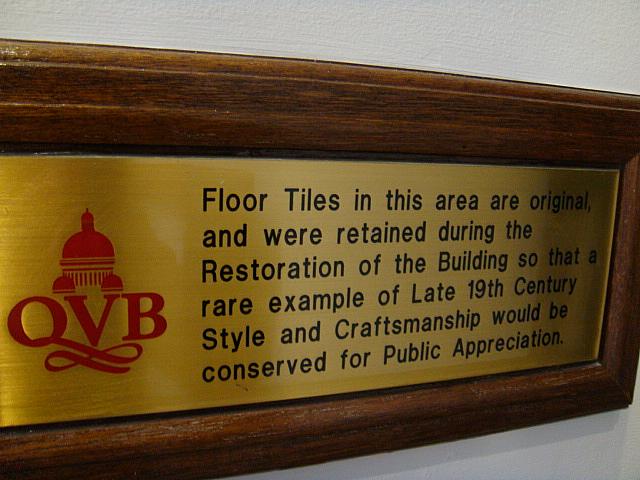 QVB
Floor Tiles in this area are original,
and were retained during the
Restoration of the Building so that a
rare example of Late 19th Century
Style and Craftsmanship would be
conserved for Public Appreciation.